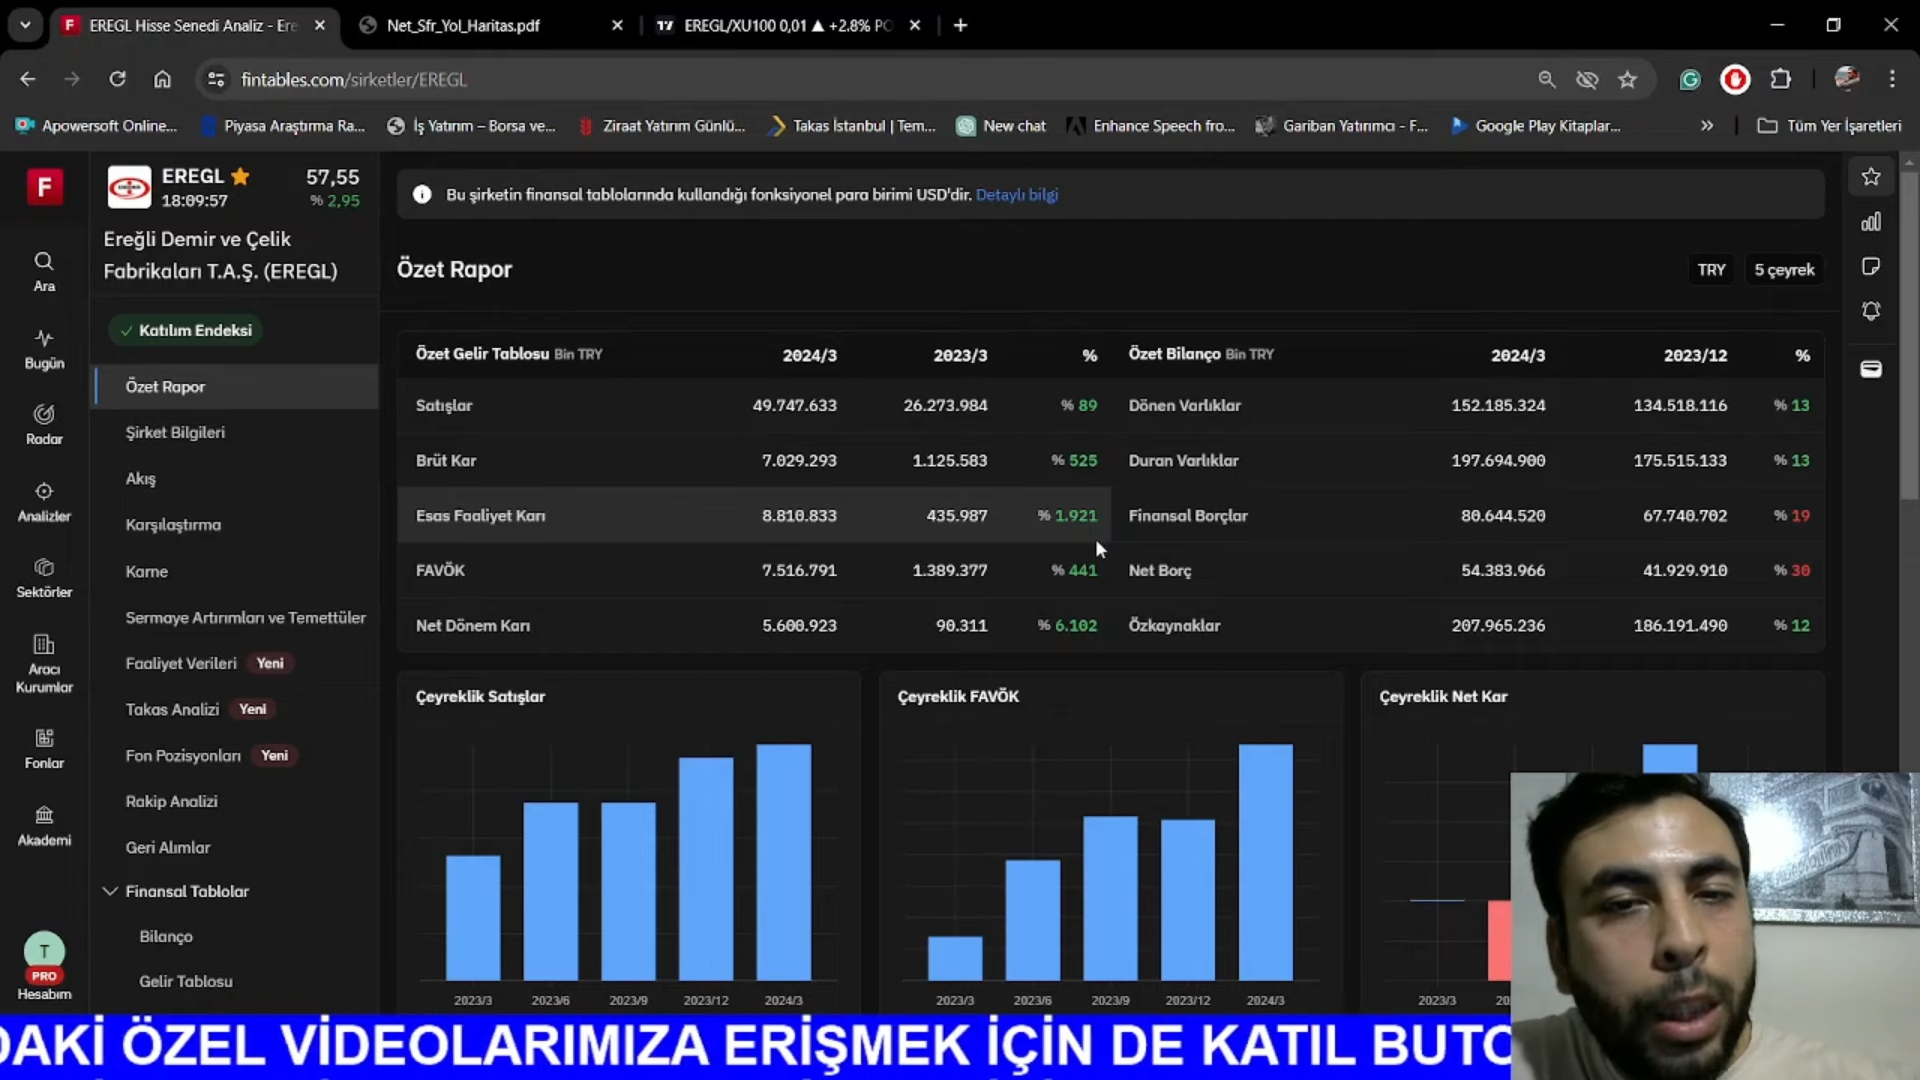 EREGL Hisse Senedi Analiz - Ere
Net_Sfr_Yol_Haritas.pdf
EREGL/XU100 0,01 ▲ +2.8% PO
fintables.com/sirketler/EREGL
Apowersoft Online...
Piyasa Araştırma Ra...
İş Yatırım – Borsa ve...
Ziraat Yatırım Günlü...
Takas İstanbul | Tem...
New chat
Enhance Speech fro...
Gariban Yatırımcı - F...
Google Play Kitaplar...
»
Tüm Yer İşaretleri
F
Ara
Bugün
Radar
Analizler
Sektörler
Aracı
Kurumlar
Fonlar
Akademi
T
PRO
Hesabım
EREGL 57,55
18:09:57 % 2,95
Ereğli Demir ve Çelik
Fabrikaları T.A.Ş. (EREGL)
Katılım Endeksi
Özet Rapor
Şirket Bilgileri
Akış
Karşılaştırma
Karne
Sermaye Artırımları ve Temettüler
Faaliyet Verileri Yeni
Takas Analizi Yeni
Fon Pozisyonları Yeni
Rakip Analizi
Geri Alımlar
Finansal Tablolar
Bilanço
Gelir Tablosu
Bu şirketin finansal tablolarında kullandığı fonksiyonel para birimi USD'dir. Detaylı bilgi
Özet Rapor
TRY 5 çeyrek
Özet Gelir Tablosu Bin TRY 2024/3 2023/3 %
Satışlar 49.747.633 26.273.984 % 89
Brüt Kar 7.029.293 1.125.583 % 525
Esas Faaliyet Karı 8.810.833 435.987 % 1.921
FAVÖK 7.516.791 1.389.377 % 441
Net Dönem Karı 5.600.923 90.311 % 6.102
Özet Bilanço Bin TRY 2024/3 2023/12 %
Dönen Varlıklar 152.185.324 134.518.116 % 13
Duran Varlıklar 197.694.900 175.515.133 % 13
Finansal Borçlar 80.644.520 67.740.702 % 19
Net Borç 54.383.966 41.929.910 % 30
Özkaynaklar 207.965.236 186.191.490 % 12
Çeyreklik Satışlar
2023/3 2023/6 2023/9 2023/12 2024/3
Çeyreklik FAVÖK
2023/3 2023/6 2023/9 2023/12 2024/3
Çeyreklik Net Kar
2023/3 20
DAKİ ÖZEL VİDEOLARIMIZA ERİŞMEK İÇİN DE KATIL BUTO